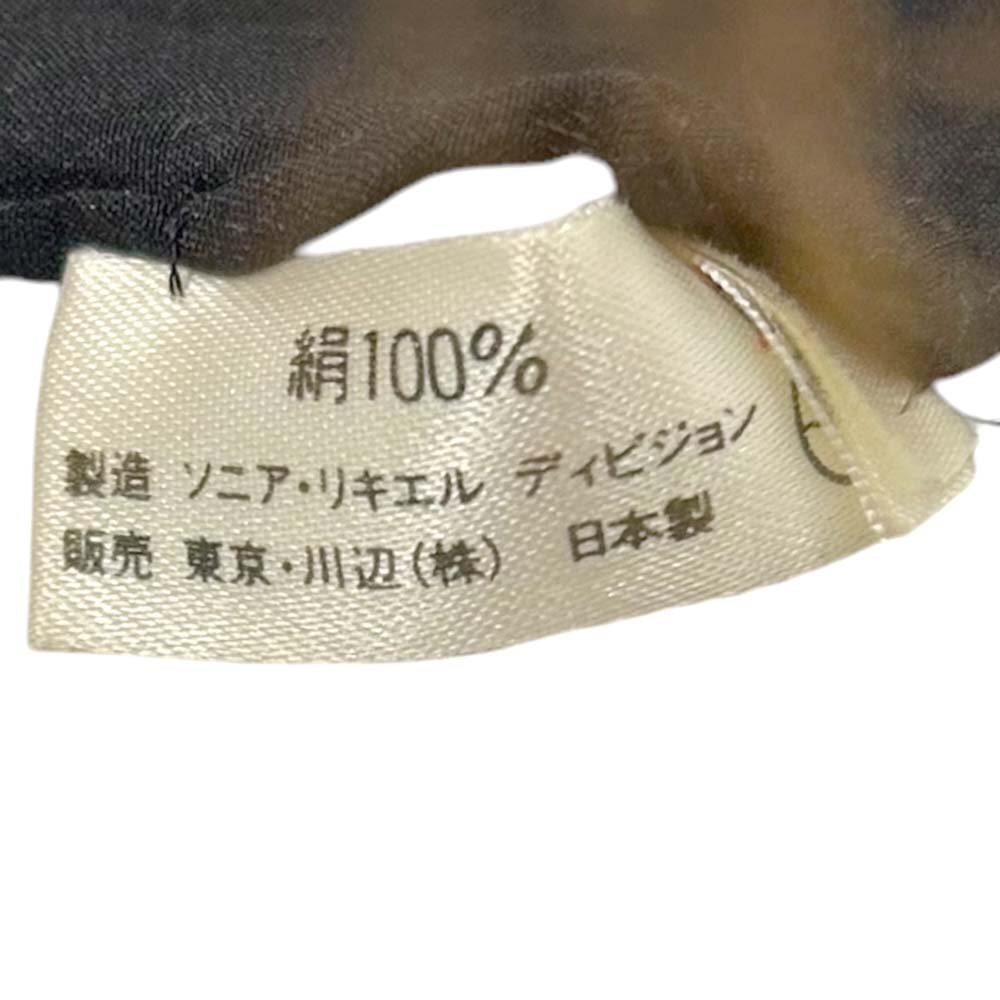 絹100%
製造 ソニア・リキエル ディビジョン
販売 東京・川辺(株) 日本製